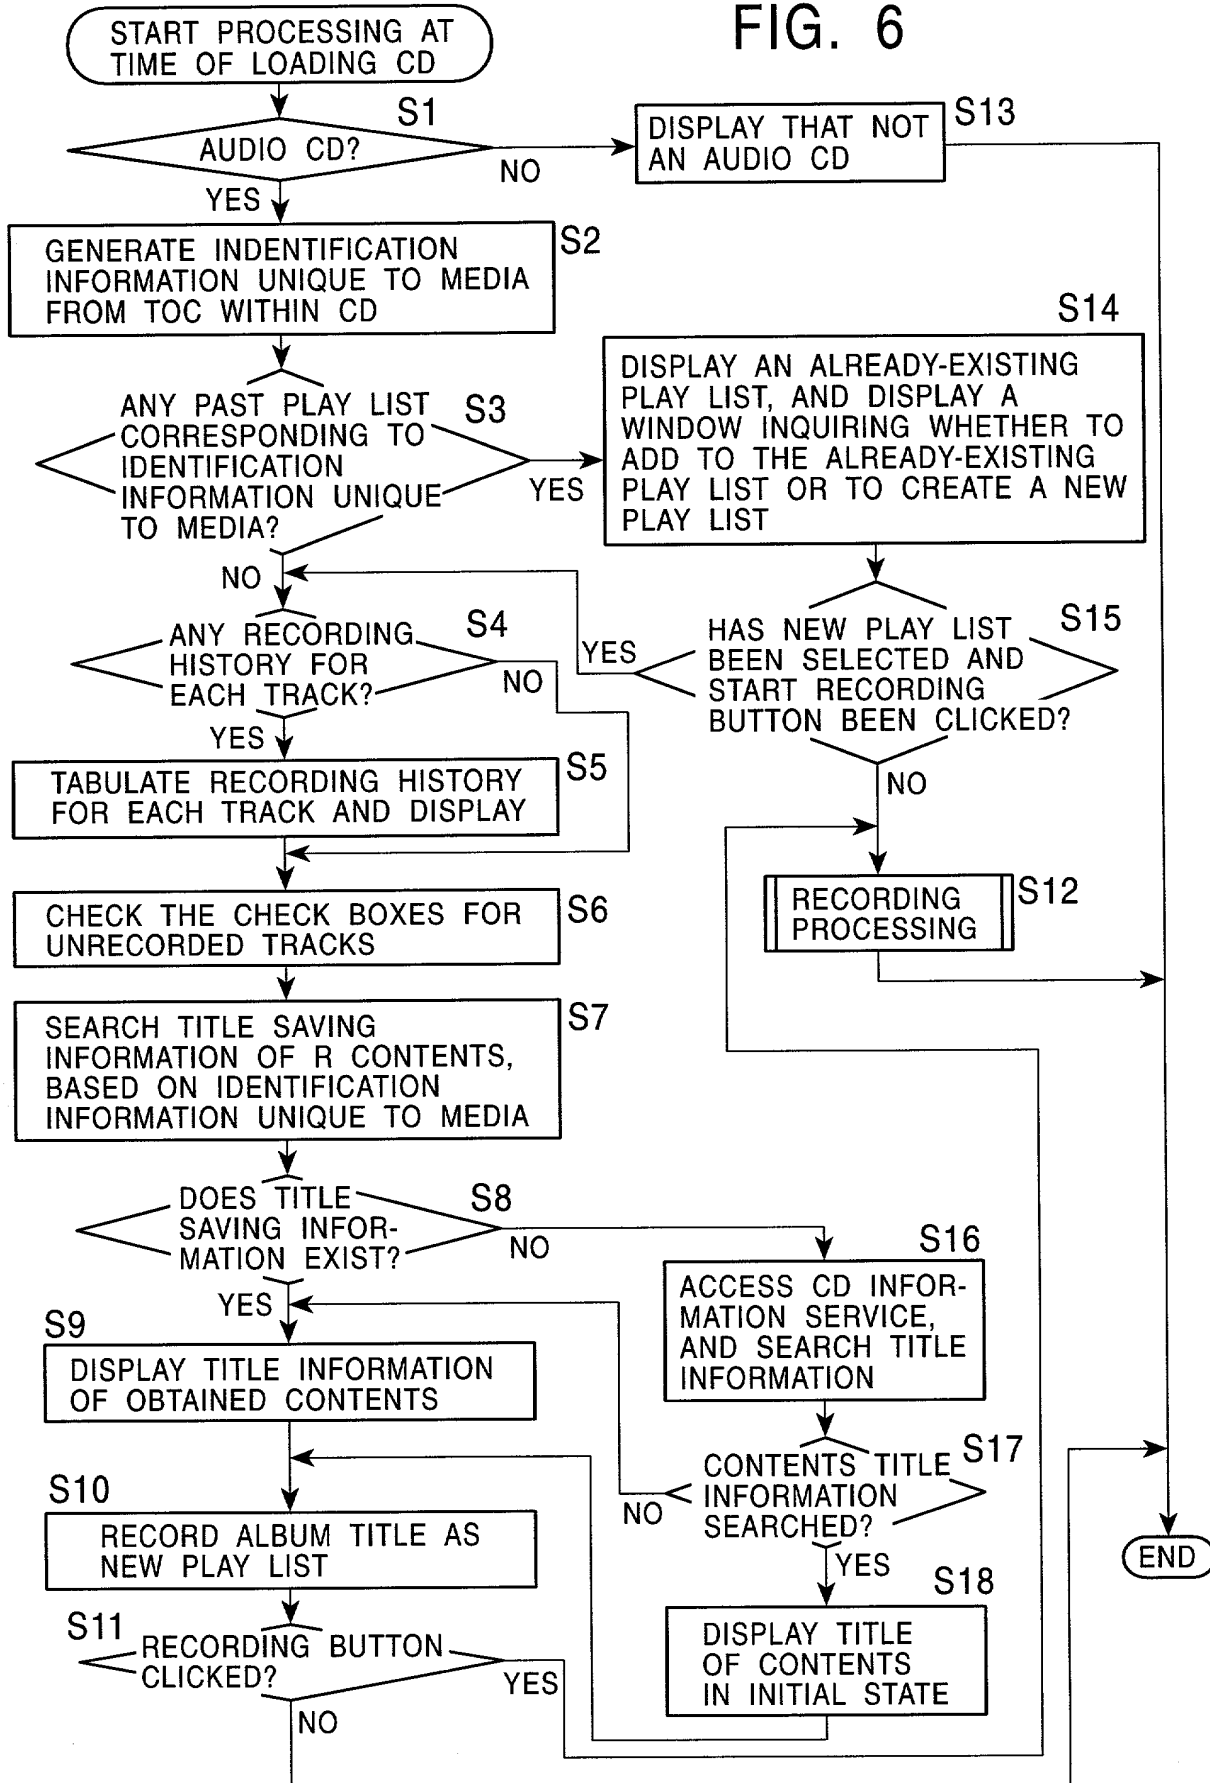 FIG. 6
START PROCESSING AT
TIME OF LOADING CD
S1
AUDIO CD?
NO
YES
DISPLAY THAT NOT
AN AUDIO CD
S13
S2
GENERATE INDENTIFICATION
INFORMATION UNIQUE TO MEDIA
FROM TOC WITHIN CD
S3
ANY PAST PLAY LIST
CORRESPONDING TO
IDENTIFICATION
INFORMATION UNIQUE
TO MEDIA?
YES
NO
S14
DISPLAY AN ALREADY-EXISTING
PLAY LIST, AND DISPLAY A
WINDOW INQUIRING WHETHER TO
ADD TO THE ALREADY-EXISTING
PLAY LIST OR TO CREATE A NEW
PLAY LIST
S4
ANY RECORDING
HISTORY FOR
EACH TRACK?
NO
YES
S15
HAS NEW PLAY LIST
BEEN SELECTED AND
START RECORDING
BUTTON BEEN CLICKED?
YES
NO
S5
TABULATE RECORDING HISTORY
FOR EACH TRACK AND DISPLAY
S6
CHECK THE CHECK BOXES FOR
UNRECORDED TRACKS
S12
RECORDING
PROCESSING
S7
SEARCH TITLE SAVING
INFORMATION OF R CONTENTS,
BASED ON IDENTIFICATION
INFORMATION UNIQUE TO MEDIA
S8
DOES TITLE
SAVING INFOR-
MATION EXIST?
NO
YES
S16
ACCESS CD INFOR-
MATION SERVICE,
AND SEARCH TITLE
INFORMATION
S9
DISPLAY TITLE INFORMATION
OF OBTAINED CONTENTS
S17
CONTENTS TITLE
INFORMATION
SEARCHED?
NO
YES
S10
RECORD ALBUM TITLE AS
NEW PLAY LIST
END
S18
DISPLAY TITLE
OF CONTENTS
IN INITIAL STATE
S11
RECORDING BUTTON
CLICKED?
YES
NO